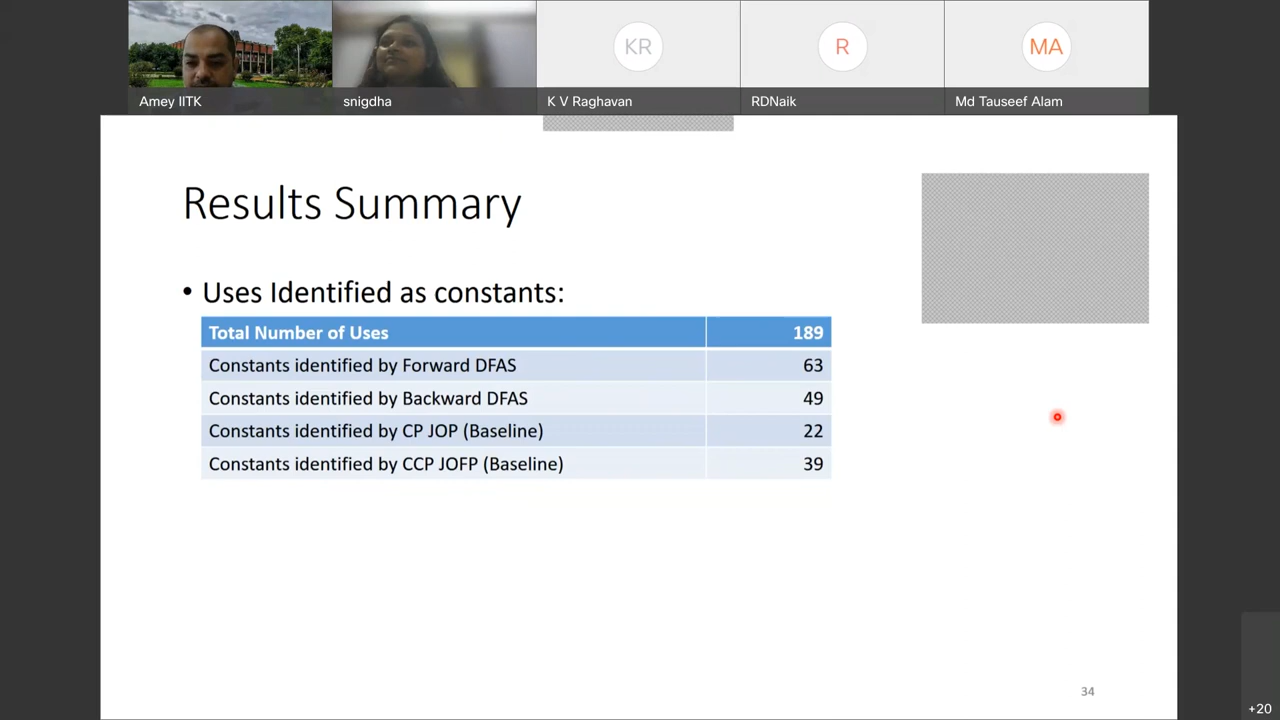 KR
R
MA
Amey IITK
snigdha
K V Raghavan
RDNaik
Md Tauseef Alam
Results Summary
• Uses Identified as constants:
Total Number of Uses 189
Constants identified by Forward DFAS 63
Constants identified by Backward DFAS 49
Constants identified by CP JOP (Baseline) 22
Constants identified by CCP JOFP (Baseline) 39
34
+20